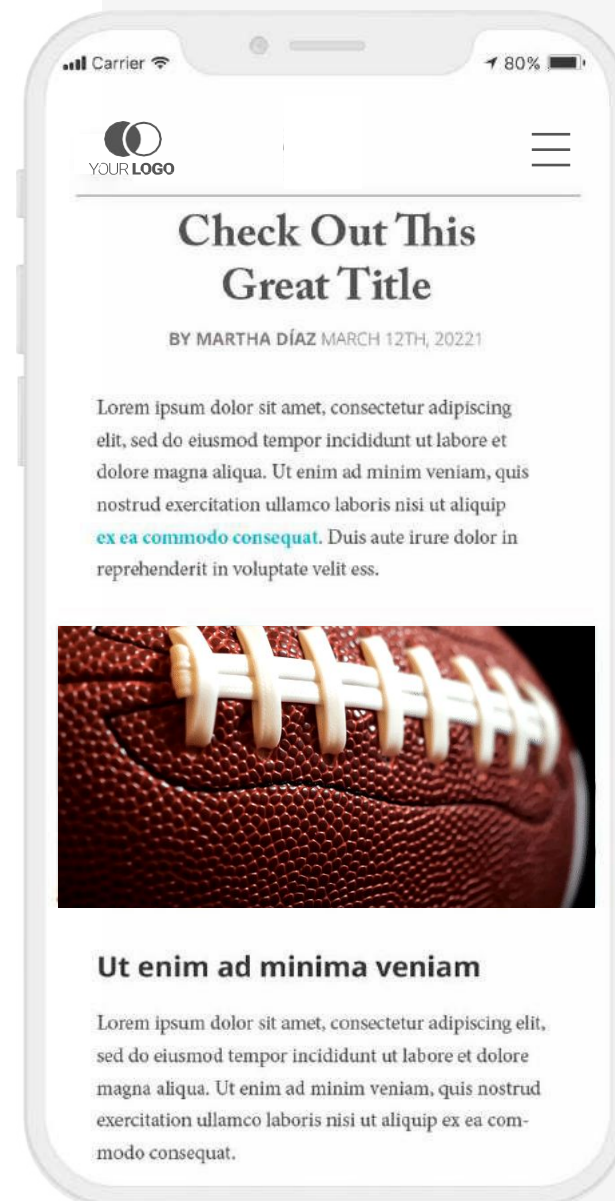 Carrier 80%
YOUR LOGO
Check Out This
Great Title
BY MARTHA DÍAZ MARCH 12TH, 20221
Lorem ipsum dolor sit amet, consectetur adipiscing
elit, sed do eiusmod tempor incididunt ut labore et
dolore magna aliqua. Ut enim ad minim veniam, quis
nostrud exercitation ullamco laboris nisi ut aliquip
ex ea commodo consequat. Duis aute irure dolor in
reprehenderit in voluptate velit ess.
Ut enim ad minima veniam
Lorem ipsum dolor sit amet, consectetur adipiscing elit,
sed do eiusmod tempor incididunt ut labore et dolore
magna aliqua. Ut enim ad minim veniam, quis nostrud
exercitation ullamco laboris nisi ut aliquip ex ea com-
modo consequat.